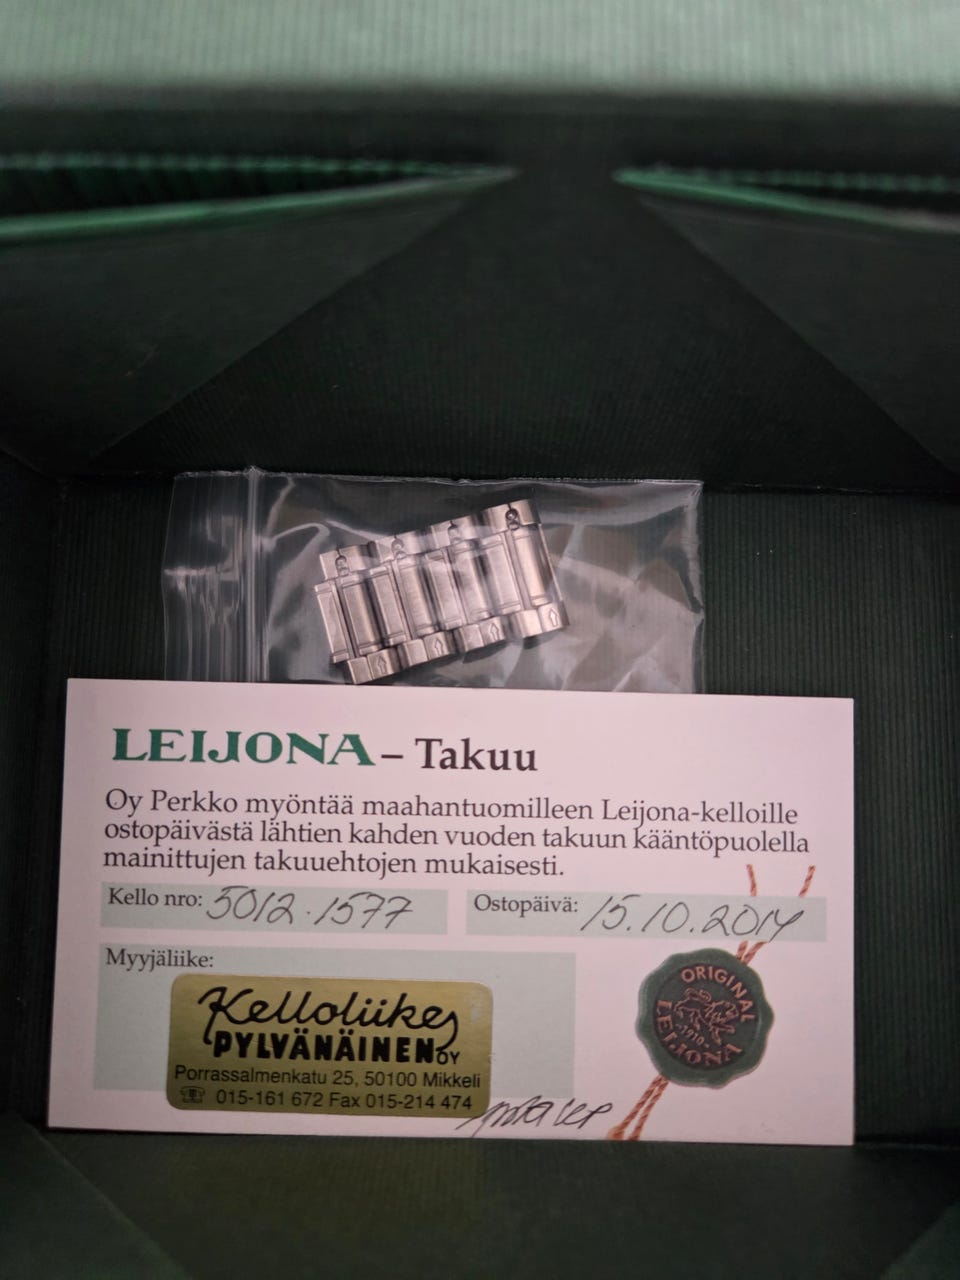 LEIJONA – Takuu
Oy Perkko myöntää maahantuomilleen Leijona-kelloille
ostopäivästä lähtien kahden vuoden takuun kääntöpuolella
mainittujen takuuehtojen mukaisesti.
Kello nro: 5012-1577
Ostopäivä: 15.10.2014
Myyjäliike:
Kelloliike
PYLVÄNÄINEN OY
Porrassalmenkatu 25, 50100 Mikkeli
☎ 015-161 672 Fax 015-214 474
ORIGINAL
-1910-
LEIJONA